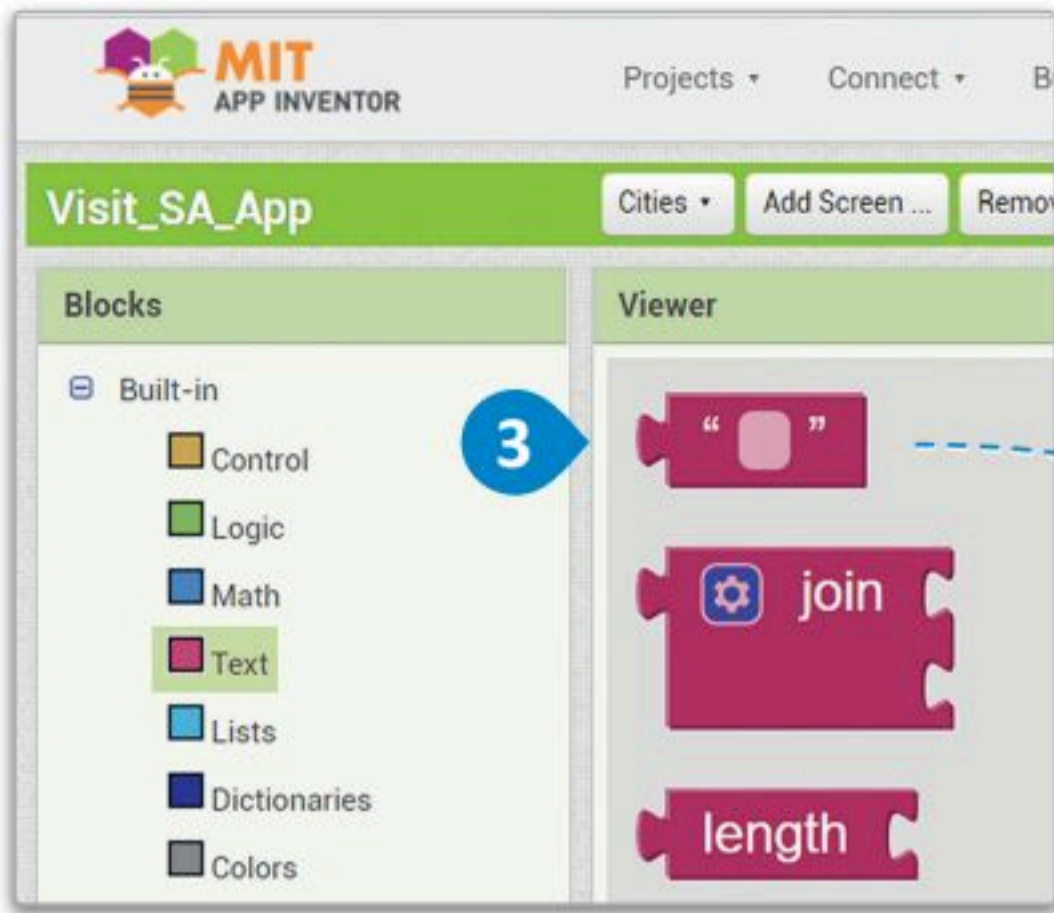 MIT
APP INVENTOR
Projects ▾ Connect ▾ B
Visit_SA_App
Cities ▾ Add Screen ... Remov
Blocks
Viewer
Built-in
Control
Logic
Math
Text
Lists
Dictionaries
Colors
3
“ ”
join
length